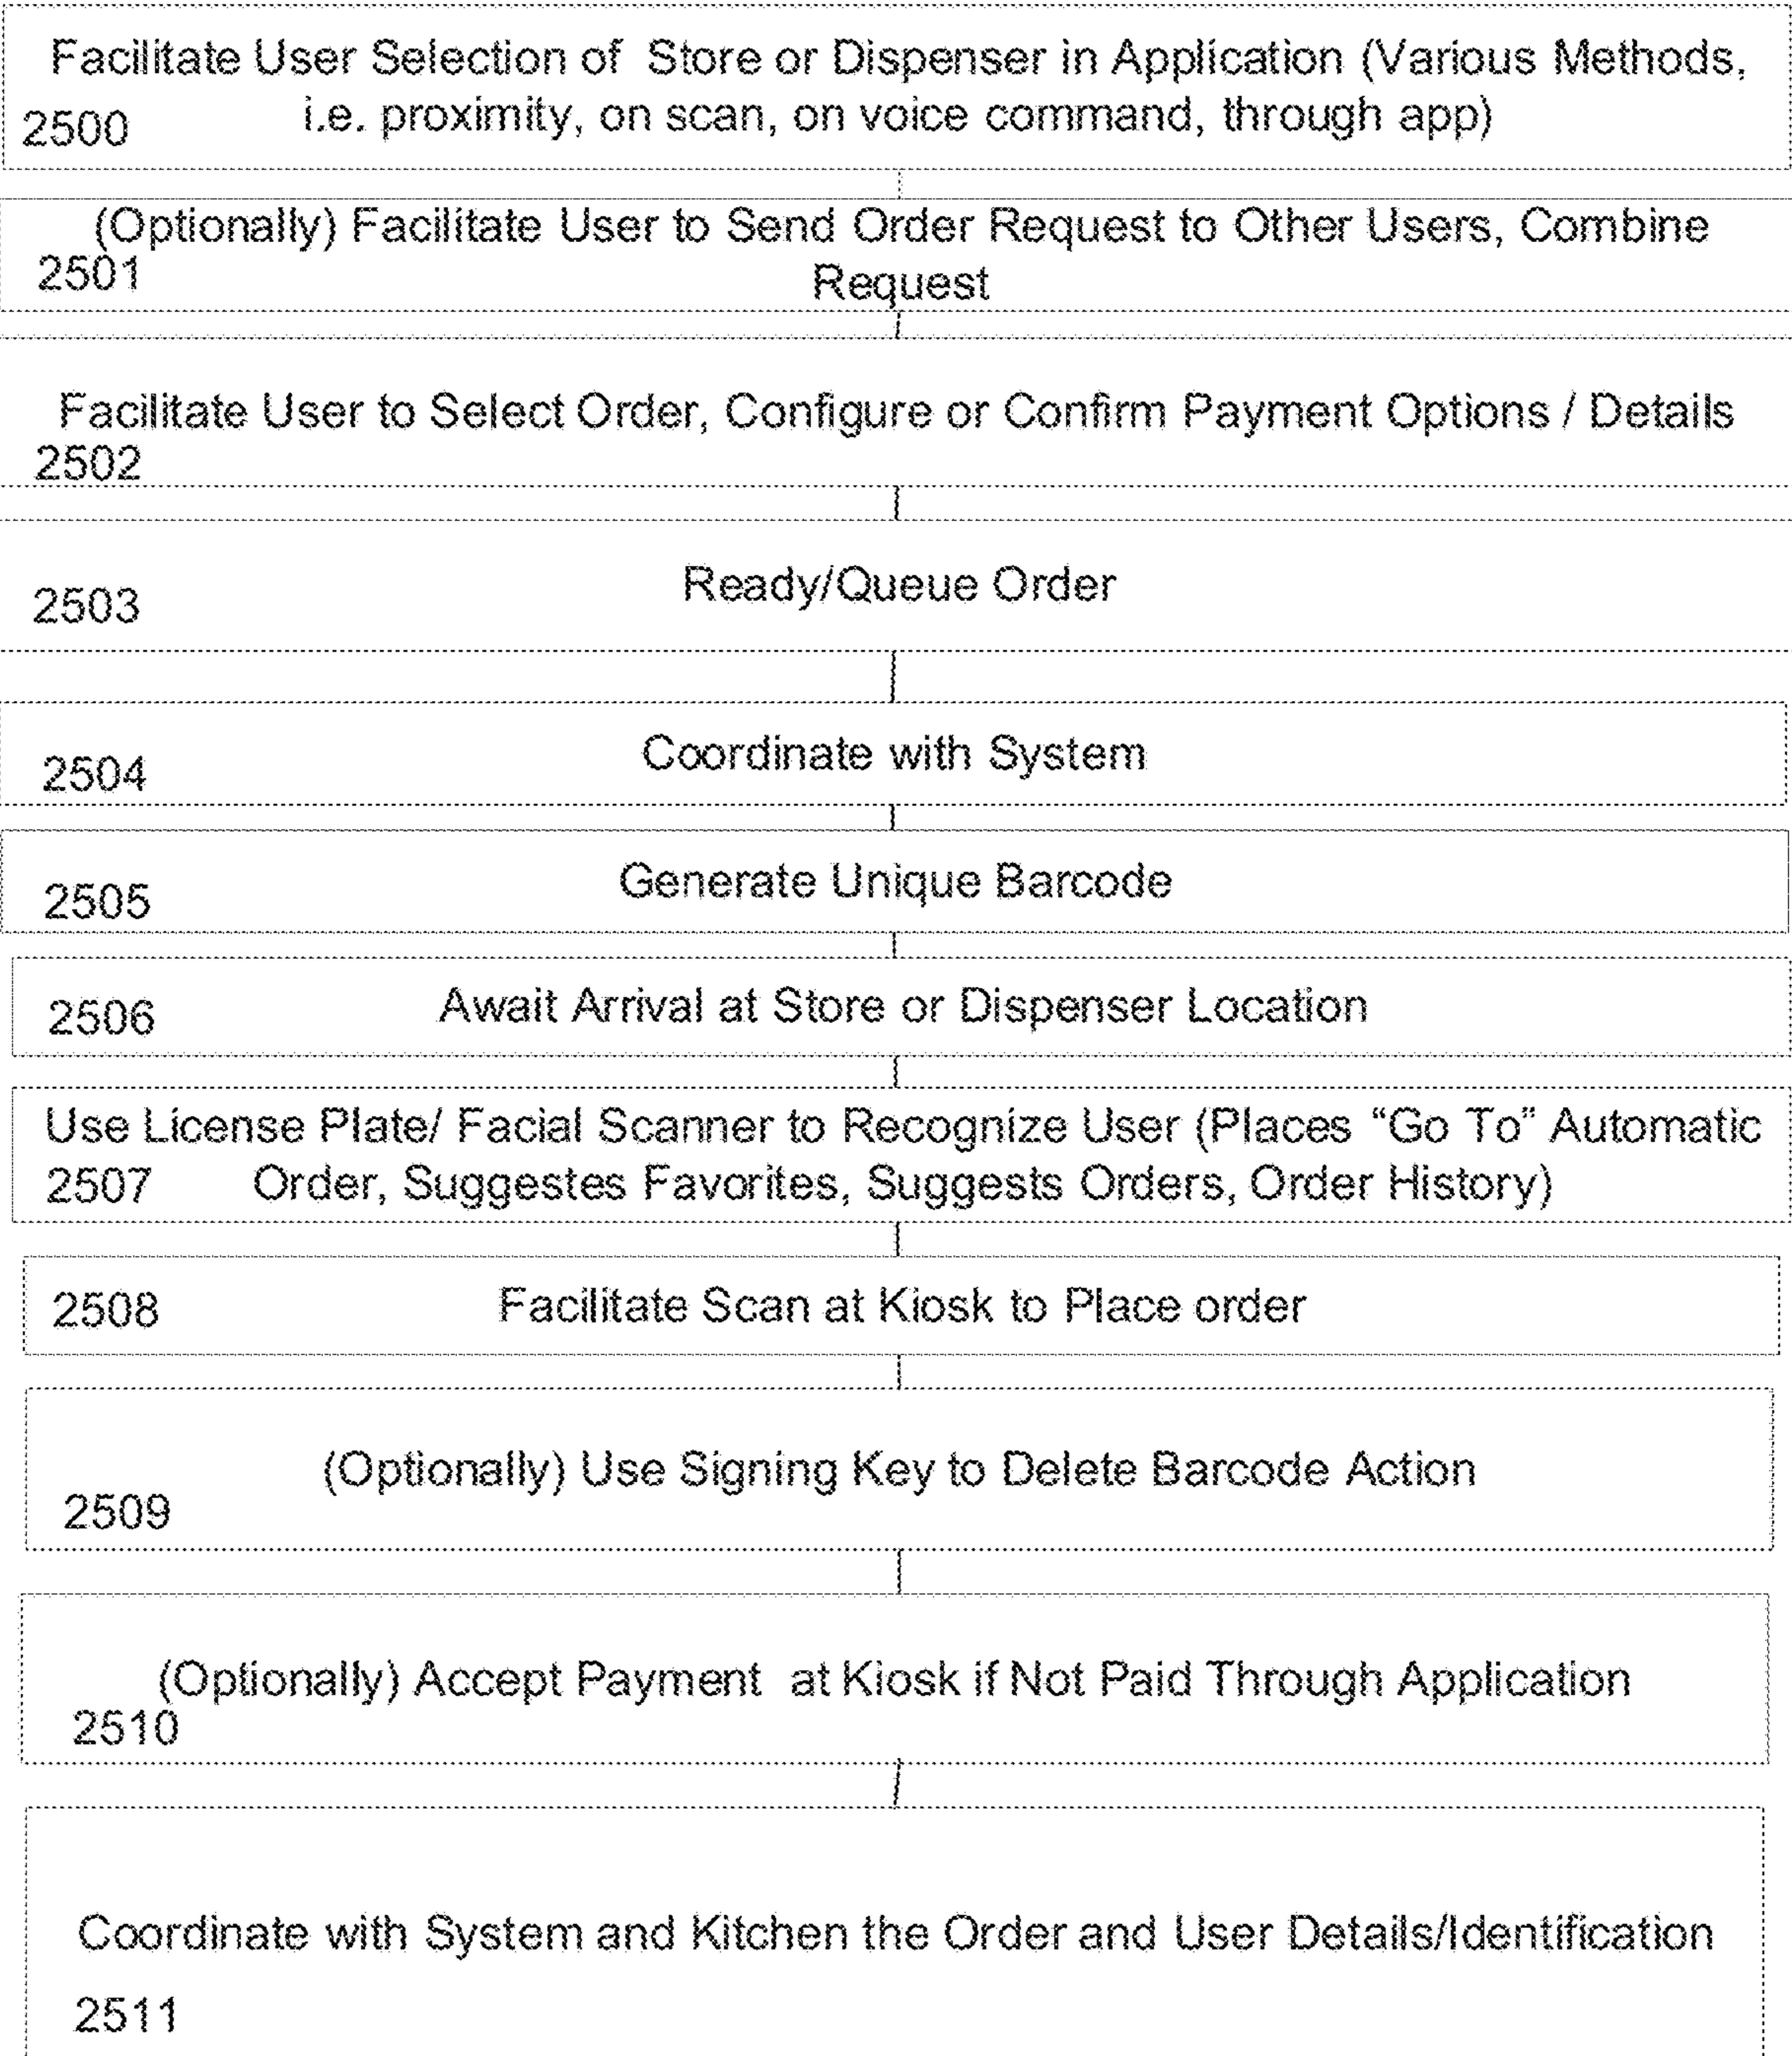 Facilitate User Selection of Store or Dispenser in Application (Various Methods,
i.e. proximity, on scan, on voice command, through app)
2500
(Optionally) Facilitate User to Send Order Request to Other Users, Combine
2501
Request
Facilitate User to Select Order, Configure or Confirm Payment Options / Details
2502
Ready/Queue Order
2503
Coordinate with System
2504
Generate Unique Barcode
2505
Await Arrival at Store or Dispenser Location
2506
Use License Plate/ Facial Scanner to Recognize User (Places “Go To” Automatic
2507 Order, Suggestes Favorites, Suggests Orders, Order History)
2508 Facilitate Scan at Kiosk to Place order
(Optionally) Use Signing Key to Delete Barcode Action
2509
(Optionally) Accept Payment at Kiosk if Not Paid Through Application
2510
Coordinate with System and Kitchen the Order and User Details/Identification
2511